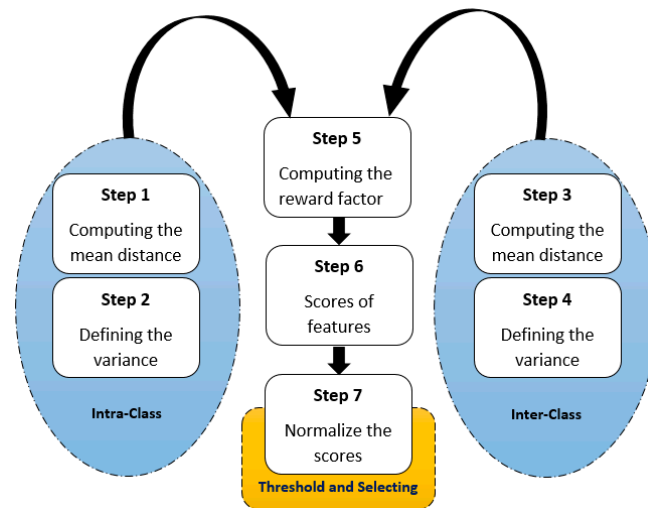 Step 1
Computing the
mean distance
Step 2
Defining the
variance
Intra-Class
Step 5
Computing the
reward factor
Step 6
Scores of
features
Step 7
Normalize the
scores
Threshold and Selecting
Step 3
Computing the
mean distance
Step 4
Defining the
variance
Inter-Class